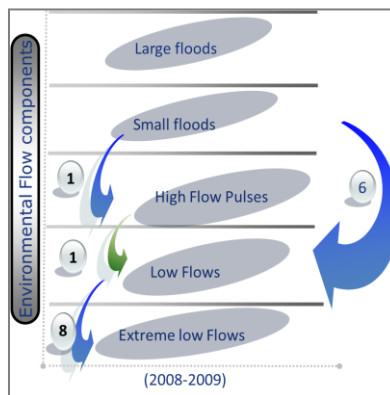 Environmental Flow components
Large floods
Small floods
1
6
High Flow Pulses
1
Low Flows
8
Extreme low Flows
(2008-2009)